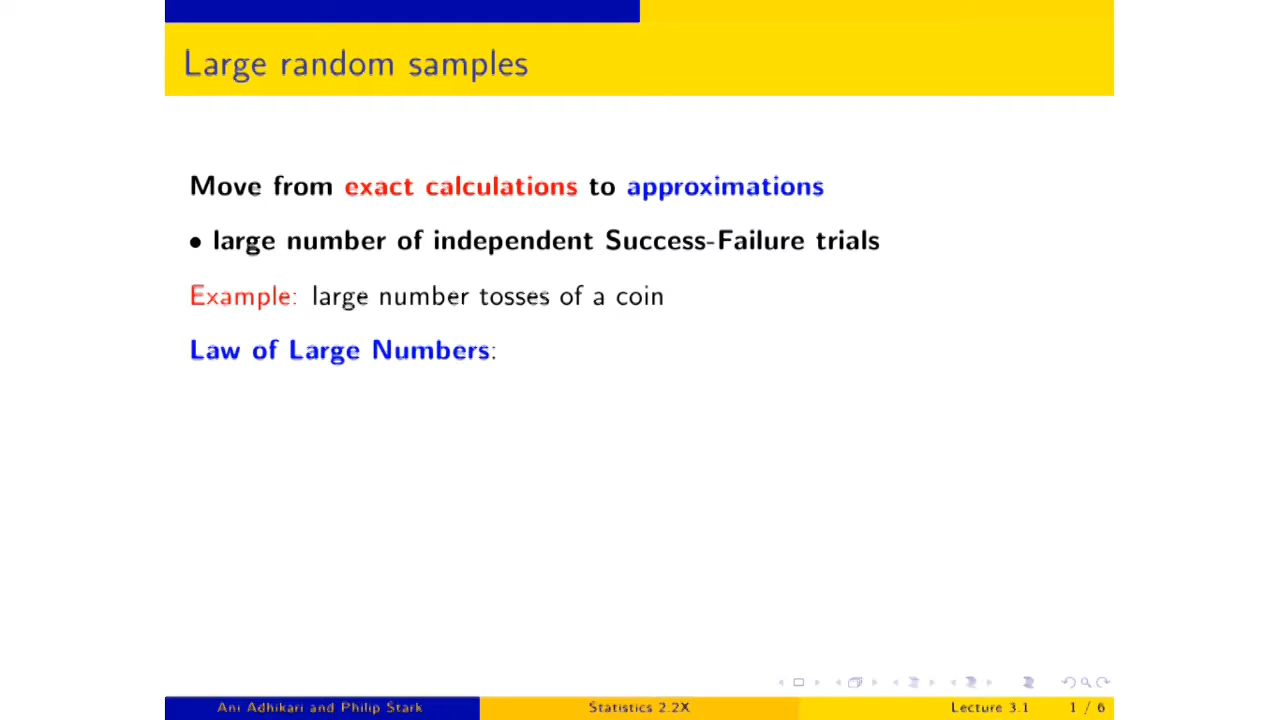 Large random samples
Move from exact calculations to approximations
• large number of independent Success-Failure trials
Example: large number tosses of a coin
Law of Large Numbers:
Ani Adhikari and Philip Stark Statistics 2.2X Lecture 3.1 1 / 6